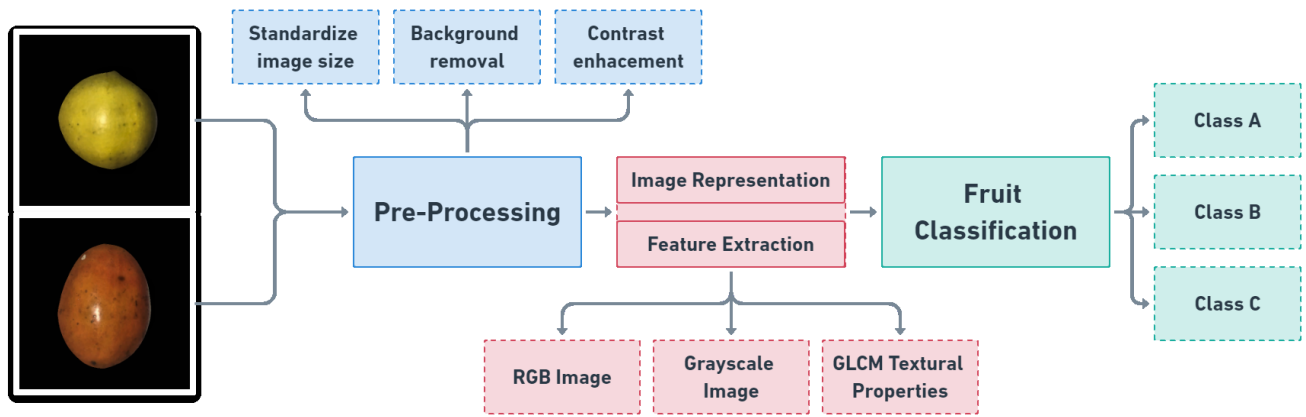 Standardize
image size
Background
removal
Contrast
enhacement
Pre-Processing
Image Representation
Feature Extraction
Fruit
Classification
Class A
Class B
Class C
RGB Image
Grayscale
Image
GLCM Textural
Properties